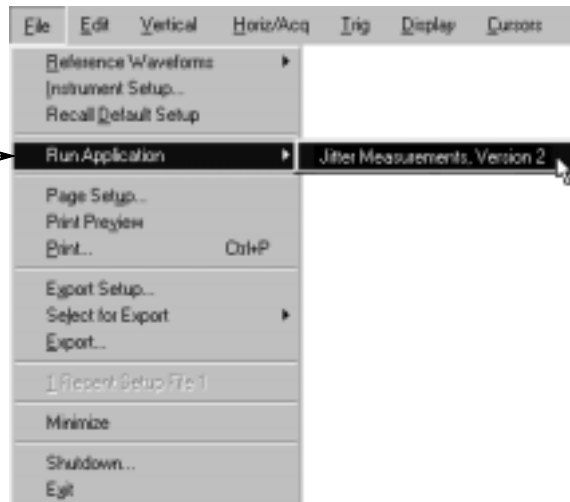 File Edit Vertical Horiz/Acq Trig Display Cursors
Reference Waveforms
Instrument Setup...
Recall Default Setup
Run Application
Jitter Measurements, Version 2
Page Setup...
Print Preview
Print... Ctrl+P
Export Setup...
Select for Export
Export...
1 Recent Setup File 1
Minimize
Shutdown...
Exit